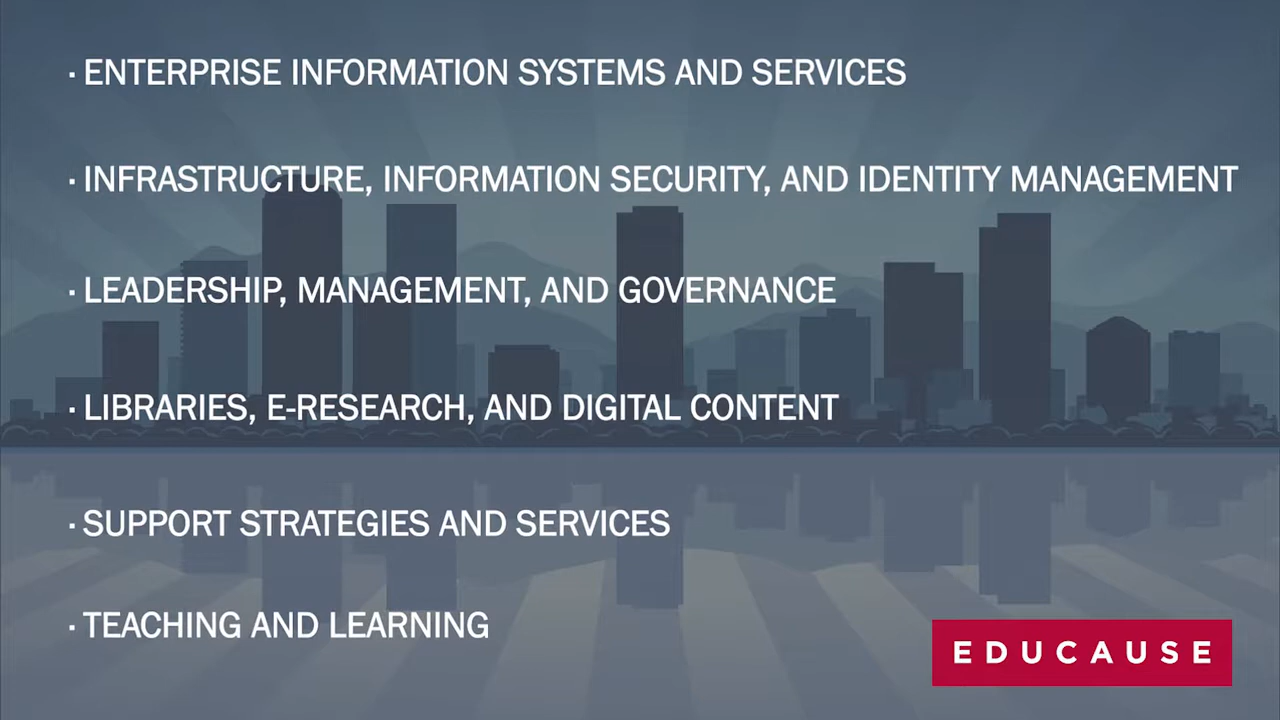 · ENTERPRISE INFORMATION SYSTEMS AND SERVICES
· INFRASTRUCTURE, INFORMATION SECURITY, AND IDENTITY MANAGEMENT
· LEADERSHIP, MANAGEMENT, AND GOVERNANCE
· LIBRARIES, E-RESEARCH, AND DIGITAL CONTENT
· SUPPORT STRATEGIES AND SERVICES
· TEACHING AND LEARNING
EDUCAUSE